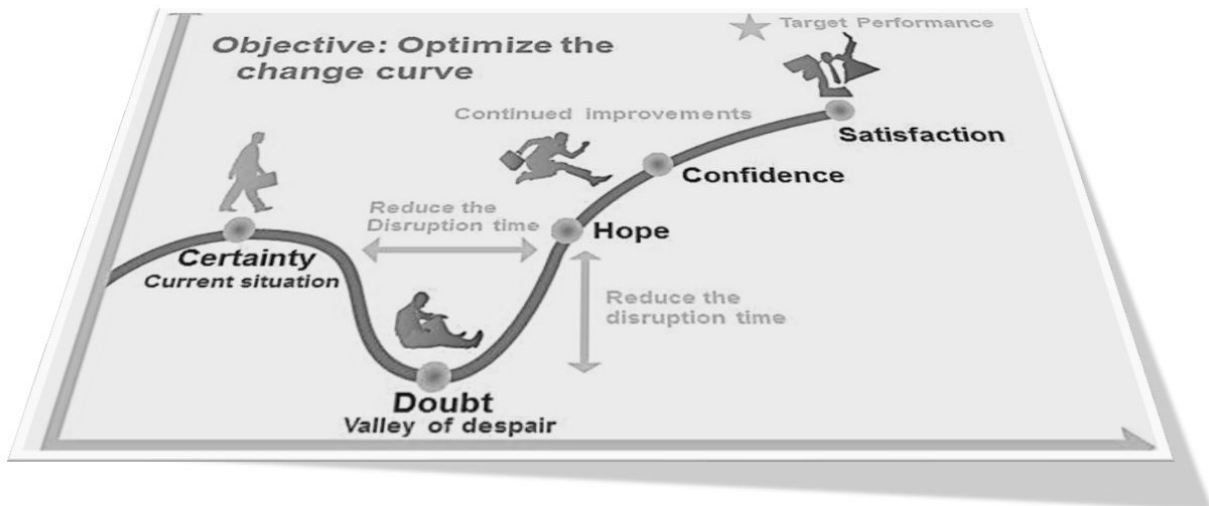 Target Performance
Objective: Optimize the
change curve
Continued improvements
Satisfaction
Confidence
Reduce the
Disruption time
Hope
Certainty
Current situation
Reduce the
disruption time
Doubt
Valley of despair